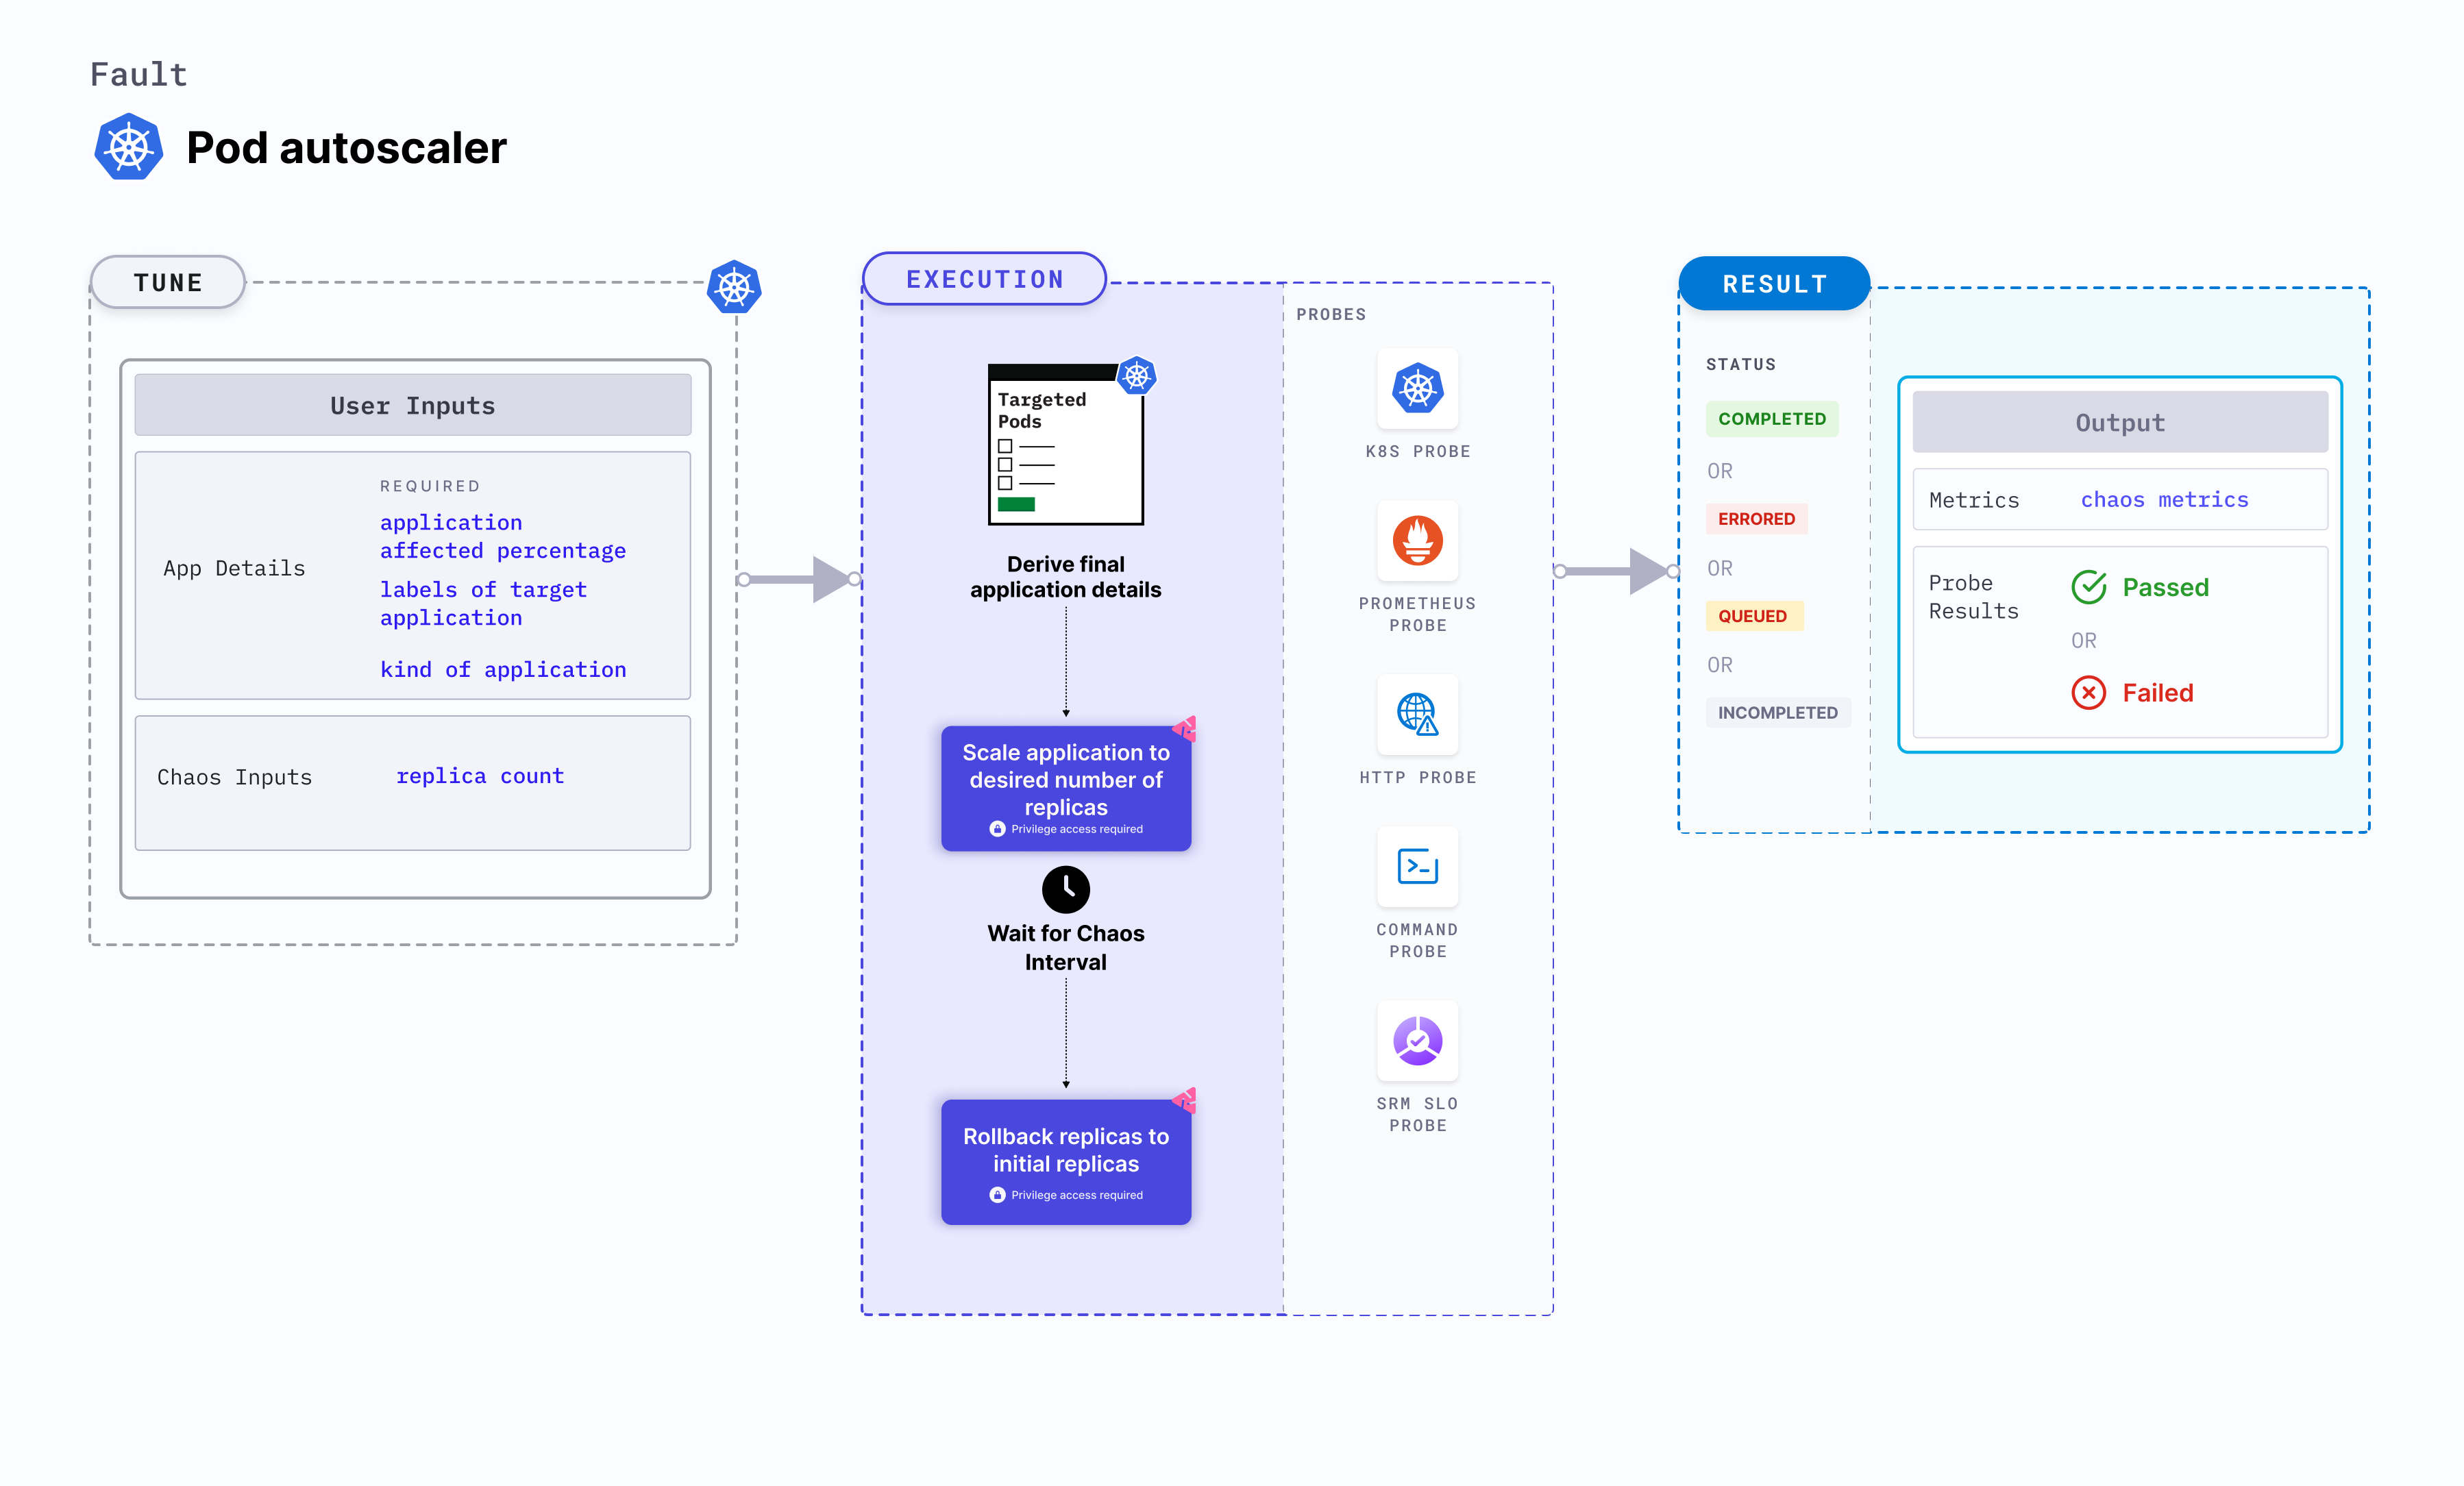 Fault
Pod autoscaler
TUNE
User Inputs
App Details
REQUIRED
application
affected percentage
labels of target
application
kind of application
Chaos Inputs
replica count
EXECUTION
Targeted
Pods
Derive final
application details
Scale application to
desired number of
replicas
Privilege access required
Wait for Chaos
Interval
Rollback replicas to
initial replicas
Privilege access required
PROBES
K8S PROBE
PROMETHEUS
PROBE
HTTP PROBE
COMMAND
PROBE
SRM SLO
PROBE
RESULT
STATUS
COMPLETED
OR
ERRORED
OR
QUEUED
OR
INCOMPLETED
Output
Metrics
chaos metrics
Probe
Results
Passed
OR
Failed